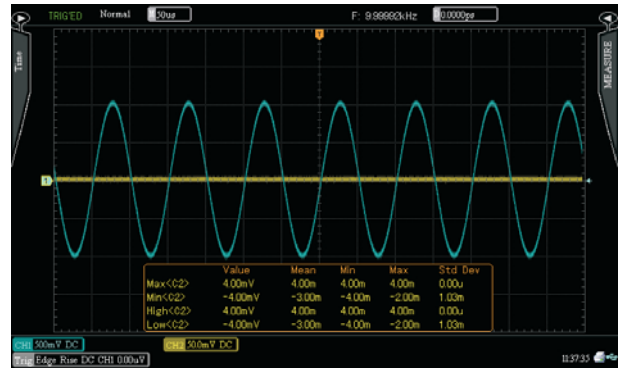 TRIG'ED Normal M 50us F: 9.99992kHz 0.0000ps
Time
MEASURE
T
1
Value Mean Min Max Std Dev
Max<C2> 4.00mV 4.00m 4.00m 4.00m 0.00u
Min<C2> -4.00mV -3.00m -4.00m -2.00m 1.03m
High<C2> 4.00mV 4.00m 4.00m 4.00m 0.00u
Low<C2> -4.00mV -3.00m -4.00m -2.00m 1.03m
CH1 500mV DC CH2 50.0mV DC
Trig Edge Rise DC CH1 0.00uV 11:37:35